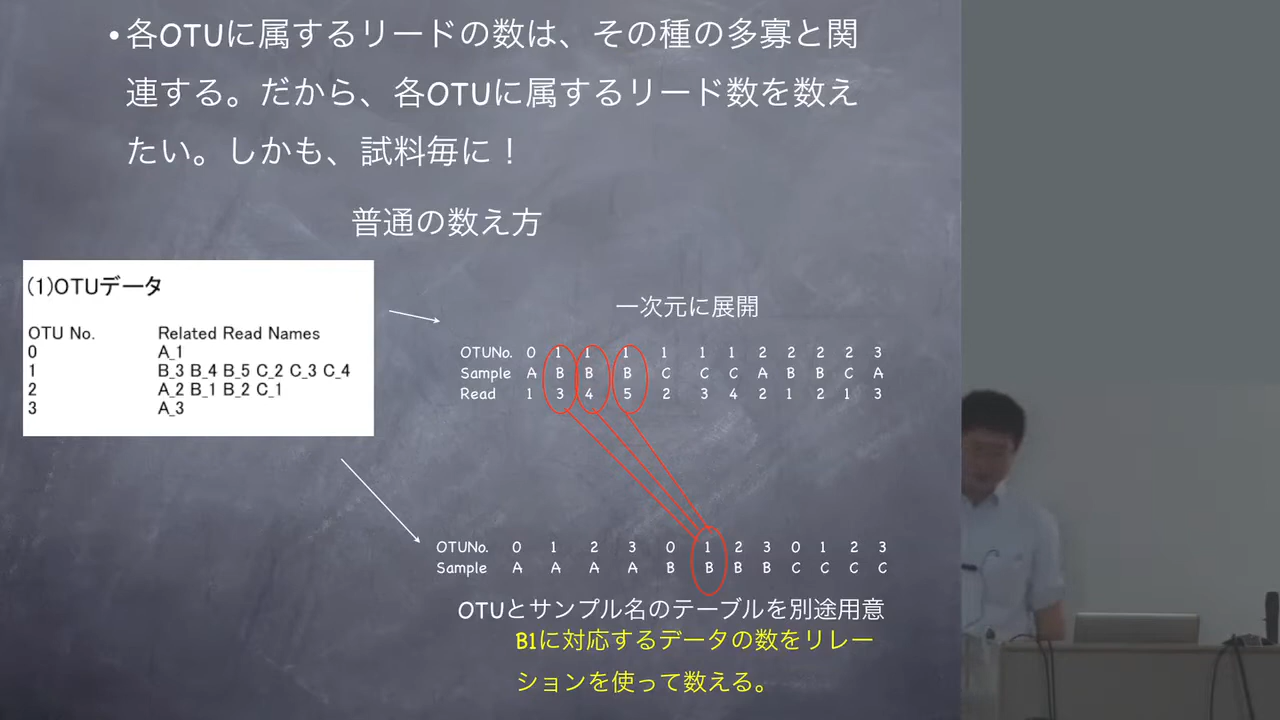 •各OTUに属するリードの数は、その種の多寡と関
連する。だから、各OTUに属するリード数を数え
たい。しかも、試料毎に！
普通の数え方
(1)OTUデータ
OTU No. Related Read Names
0 A_1
1 B_3 B_4 B_5 C_2 C_3 C_4
2 A_2 B_1 B_2 C_1
3 A_3
一次元に展開
OTUNo. 0 1 1 1 1 1 1 2 2 2 2 3
Sample A B B B C C C A B B C A
Read 1 3 4 5 2 3 4 2 1 2 1 3
OTUNo. 0 1 2 3 0 1 2 3 0 1 2 3
Sample A A A A B B B B C C C C
OTUとサンプル名のテーブルを別途用意
B1に対応するデータの数をリレー
ションを使って数える。